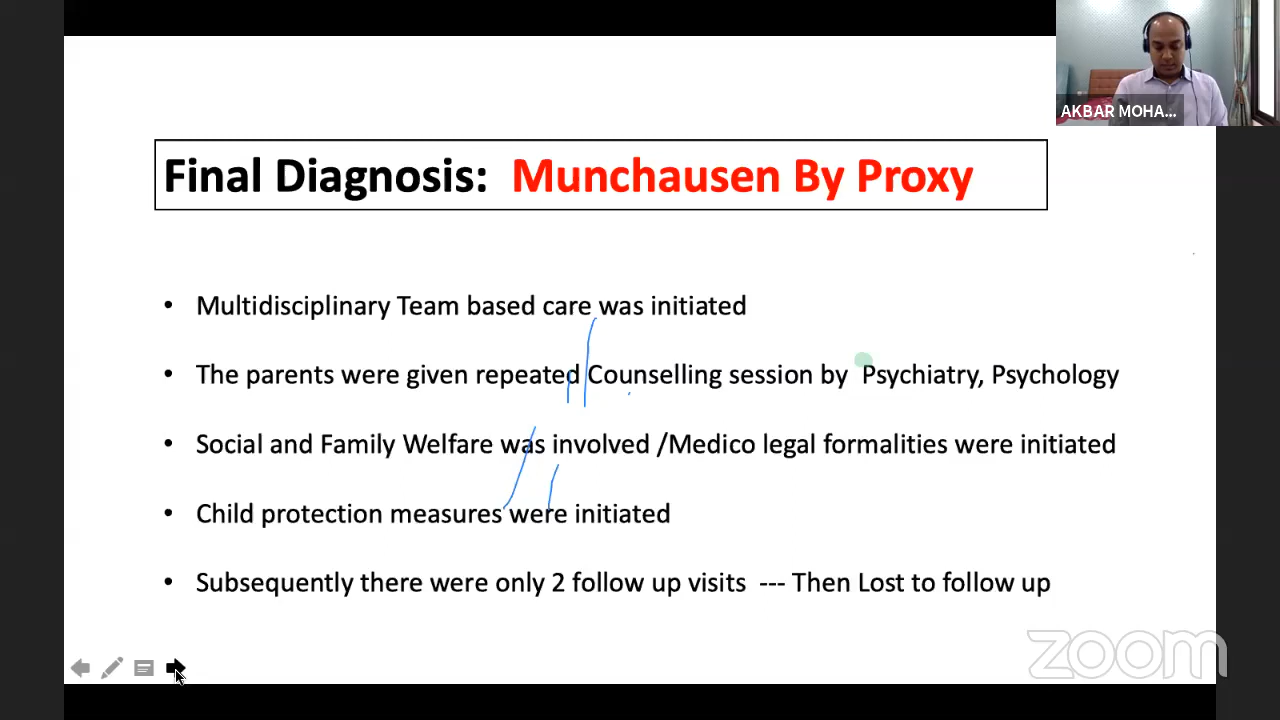 AKBAR MOHA...
Final Diagnosis: Munchausen By Proxy
• Multidisciplinary Team based care was initiated
• The parents were given repeated Counselling session by Psychiatry, Psychology
• Social and Family Welfare was involved /Medico legal formalities were initiated
• Child protection measures were initiated
• Subsequently there were only 2 follow up visits --- Then Lost to follow up
zoom